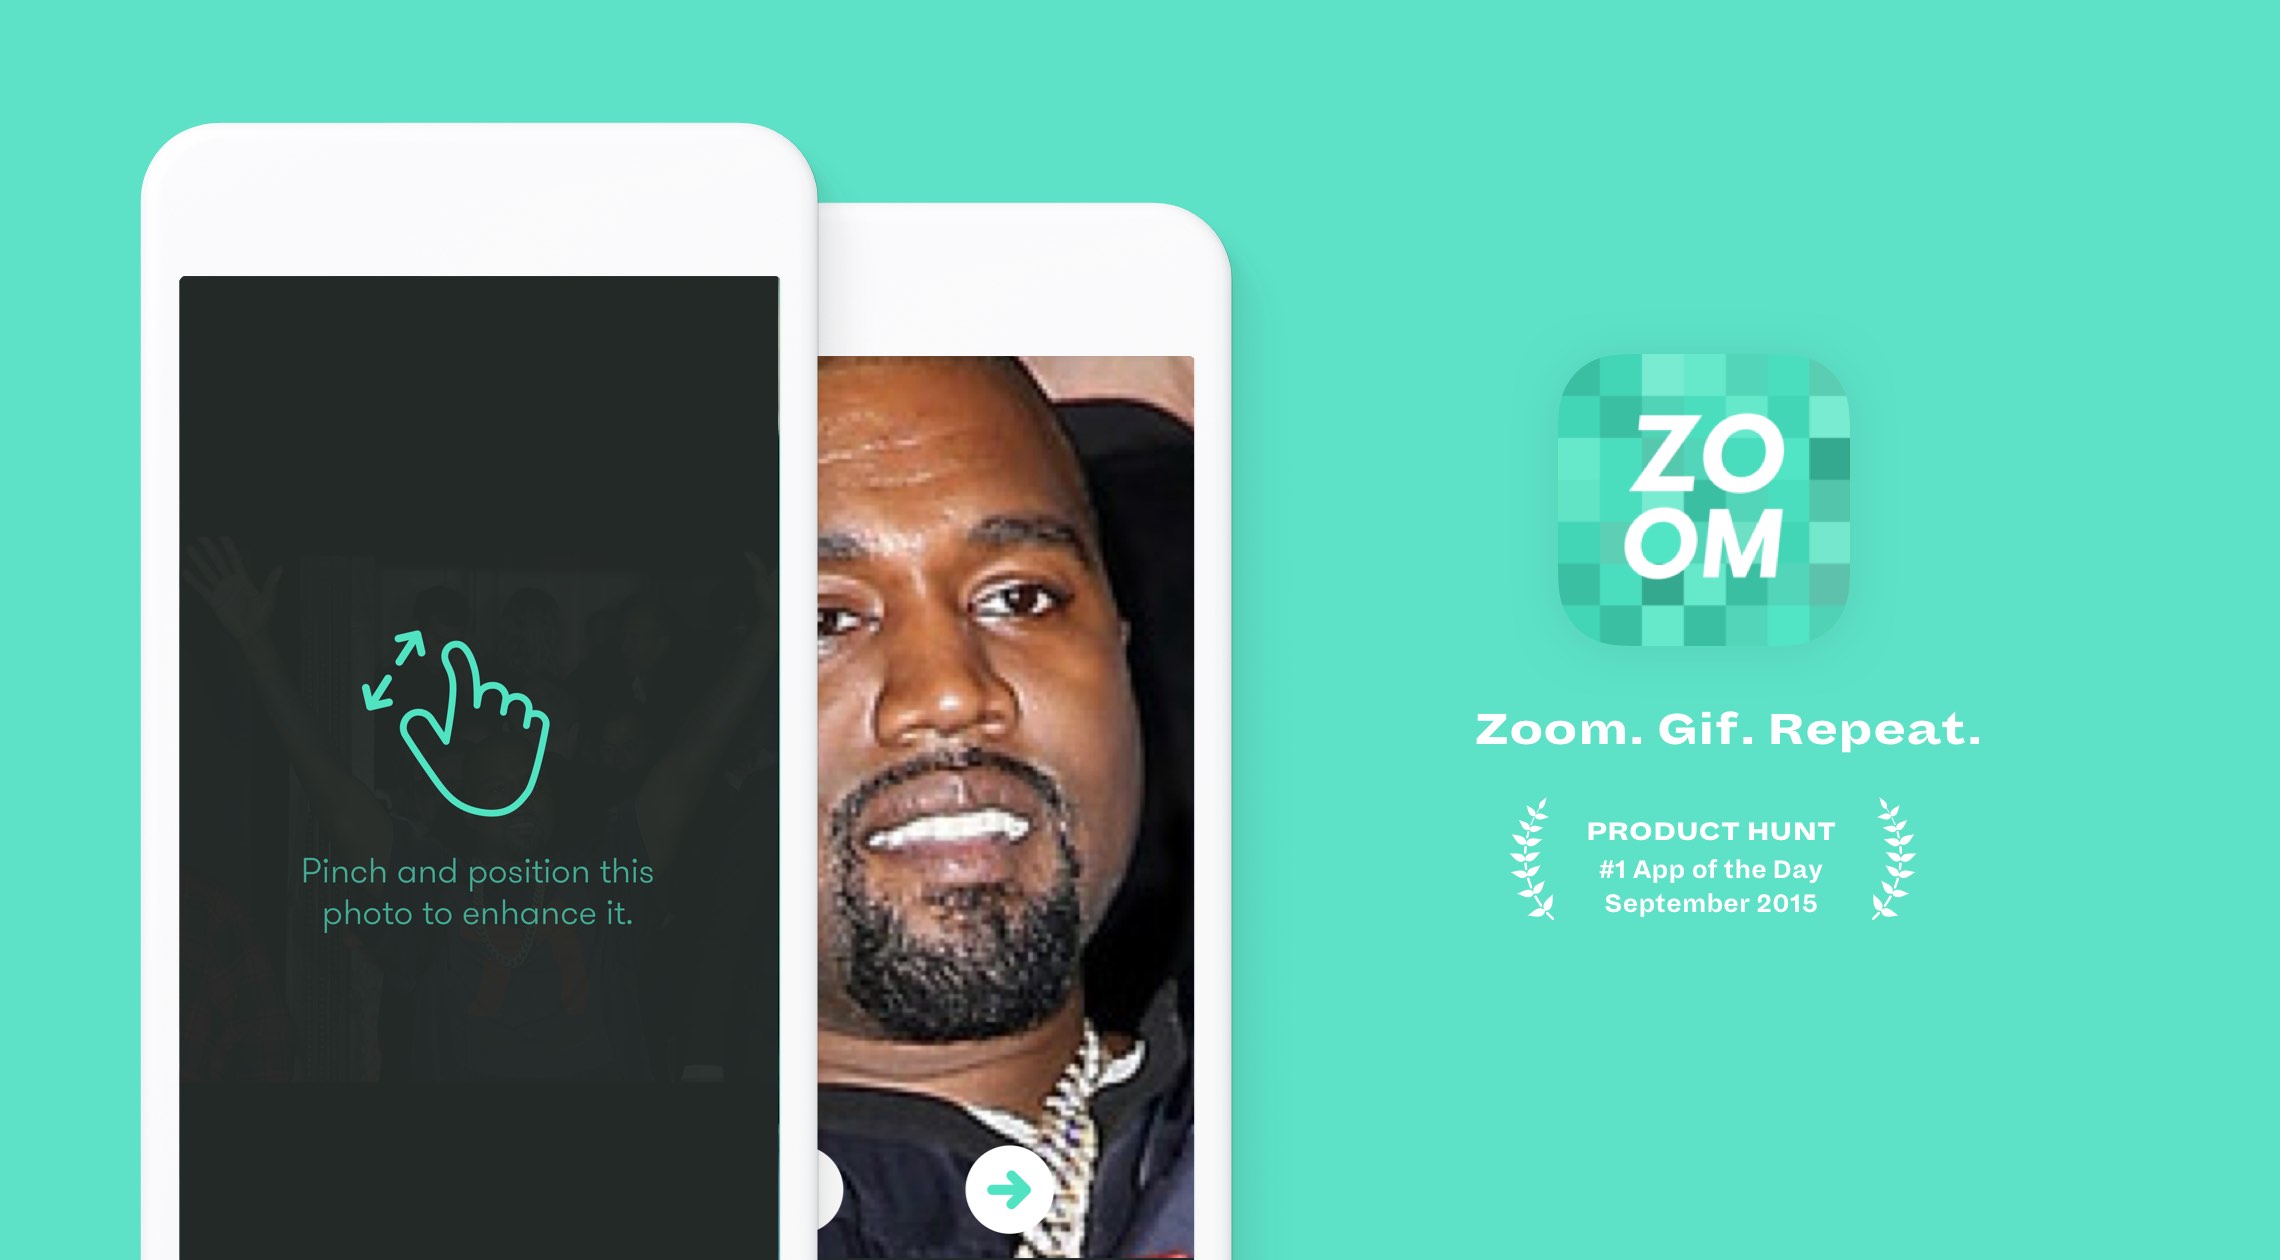 Pinch and position this
photo to enhance it.
ZO
OM
Zoom. Gif. Repeat.
PRODUCT HUNT
#1 App of the Day
September 2015